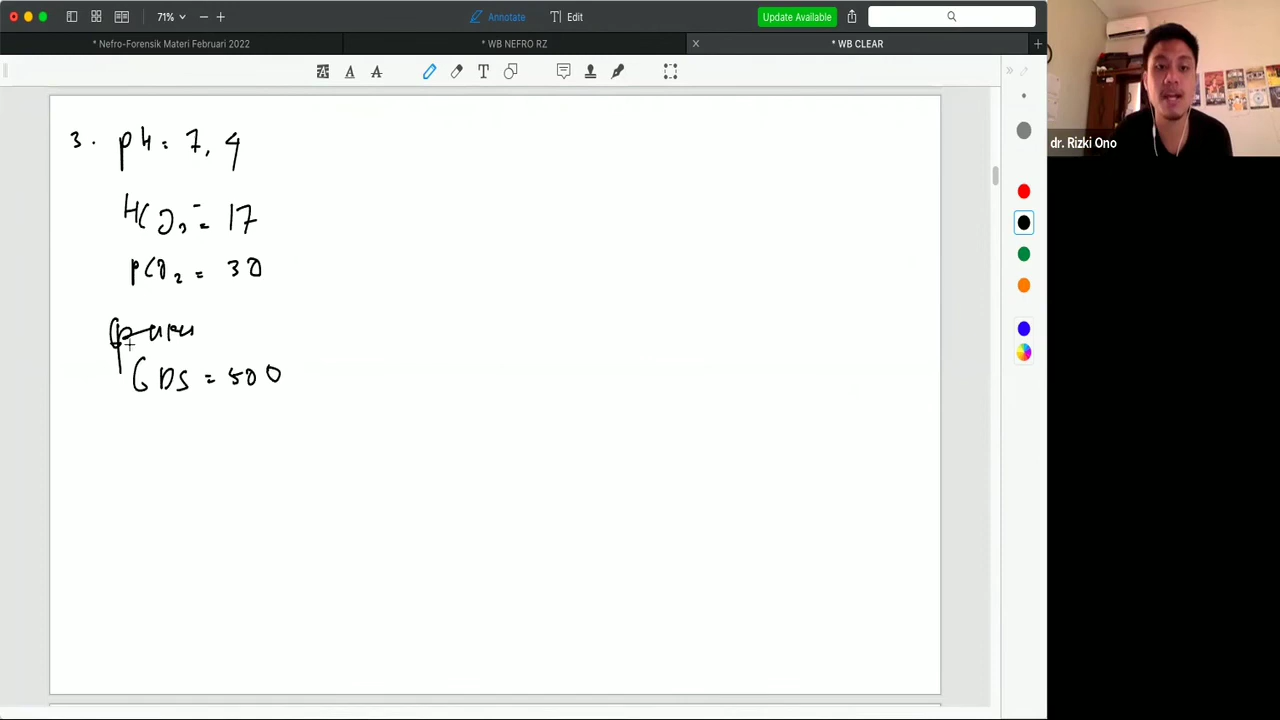 71%
Annotate
Edit
Update Available
* Nefro-Forensik Materi Februari 2022
* WB NEFRO RZ
* WB CLEAR
3. pH = 7,4
HCO3⁻ = 17
pCO2 = 30
GDS = 500
dr. Rizki Ono